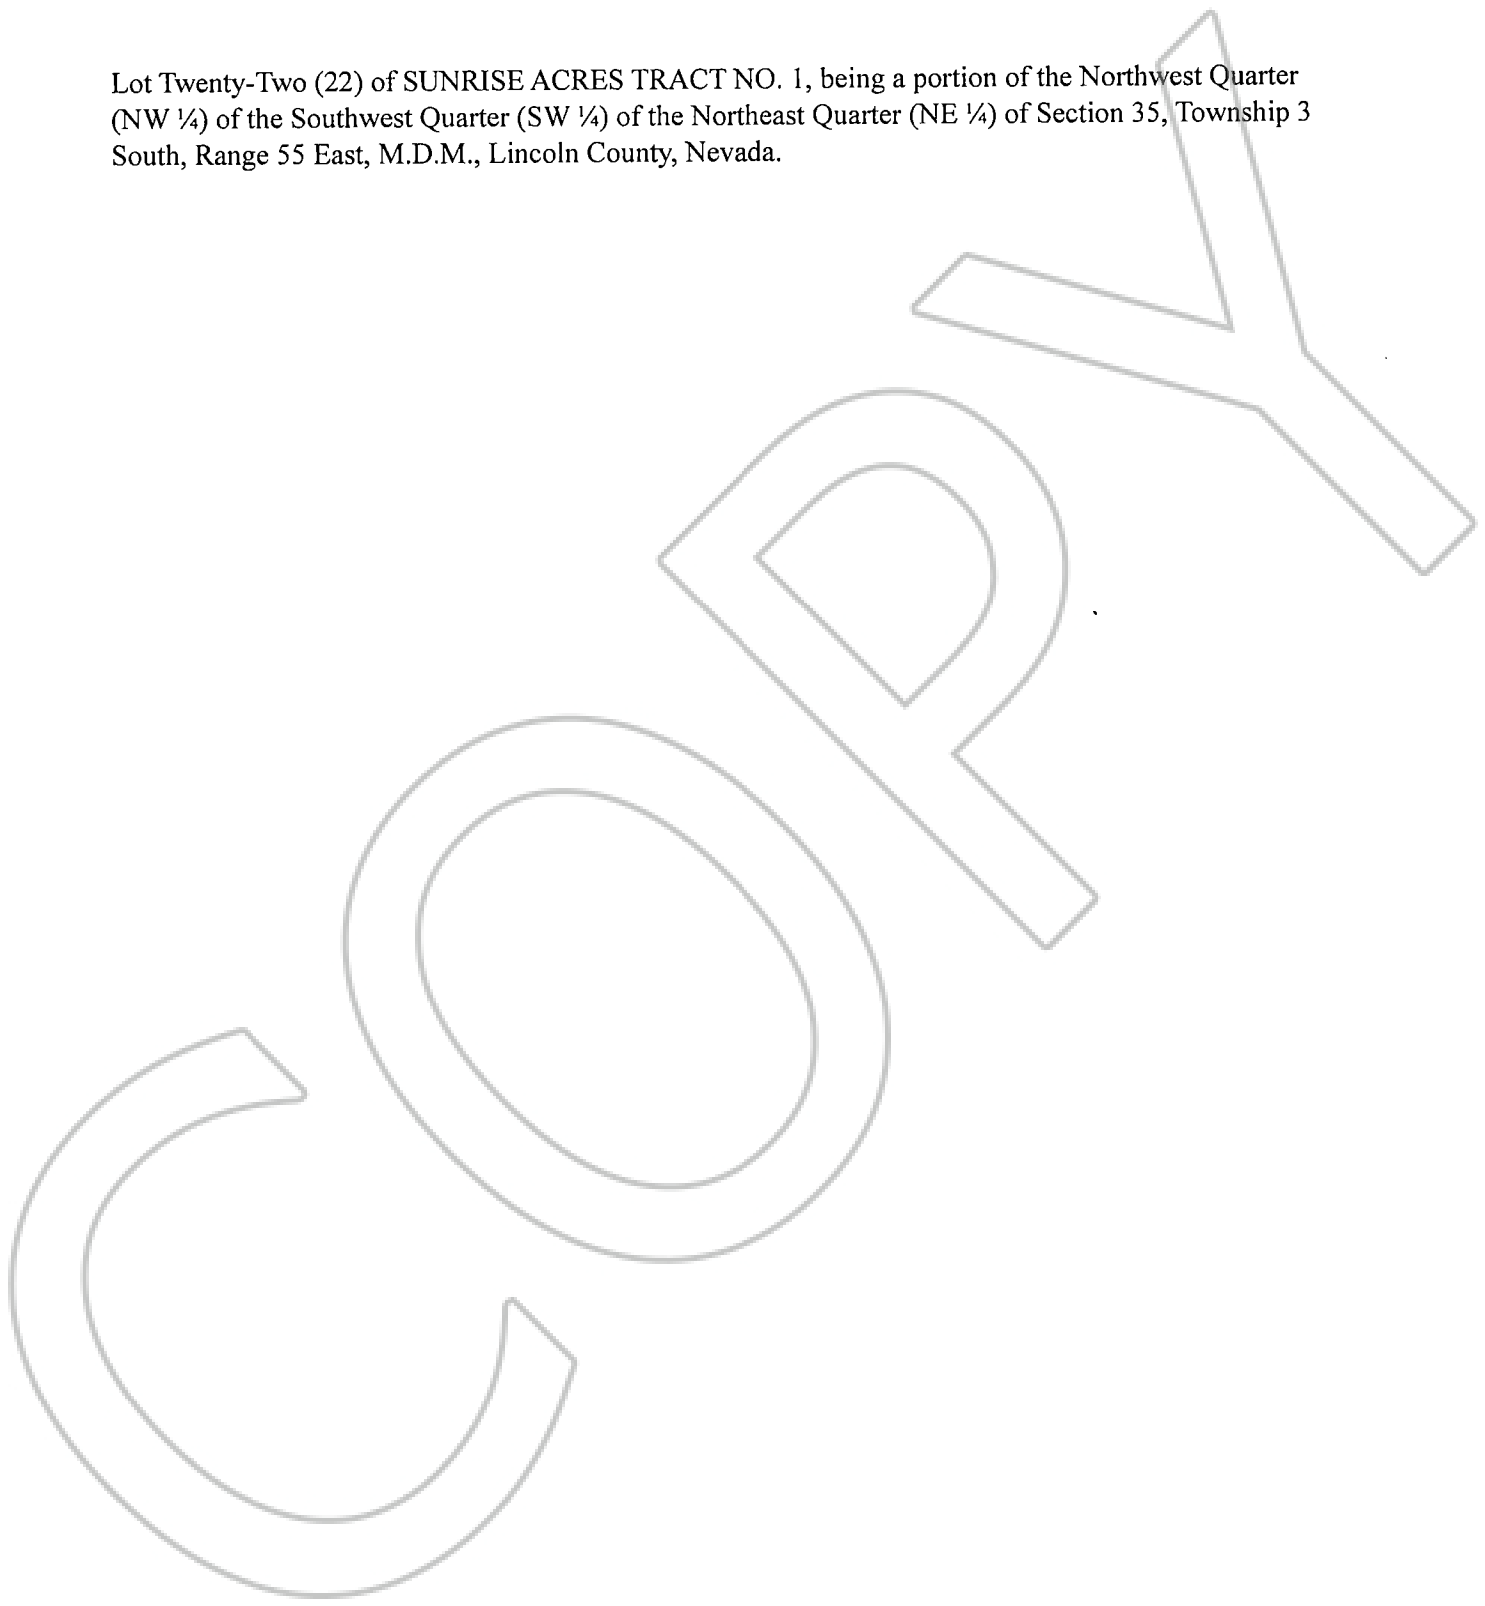 Lot Twenty-Two (22) of SUNRISE ACRES TRACT NO. 1, being a portion of the Northwest Quarter
(NW ¼) of the Southwest Quarter (SW ¼) of the Northeast Quarter (NE ¼) of Section 35, Township 3
South, Range 55 East, M.D.M., Lincoln County, Nevada.
COPY